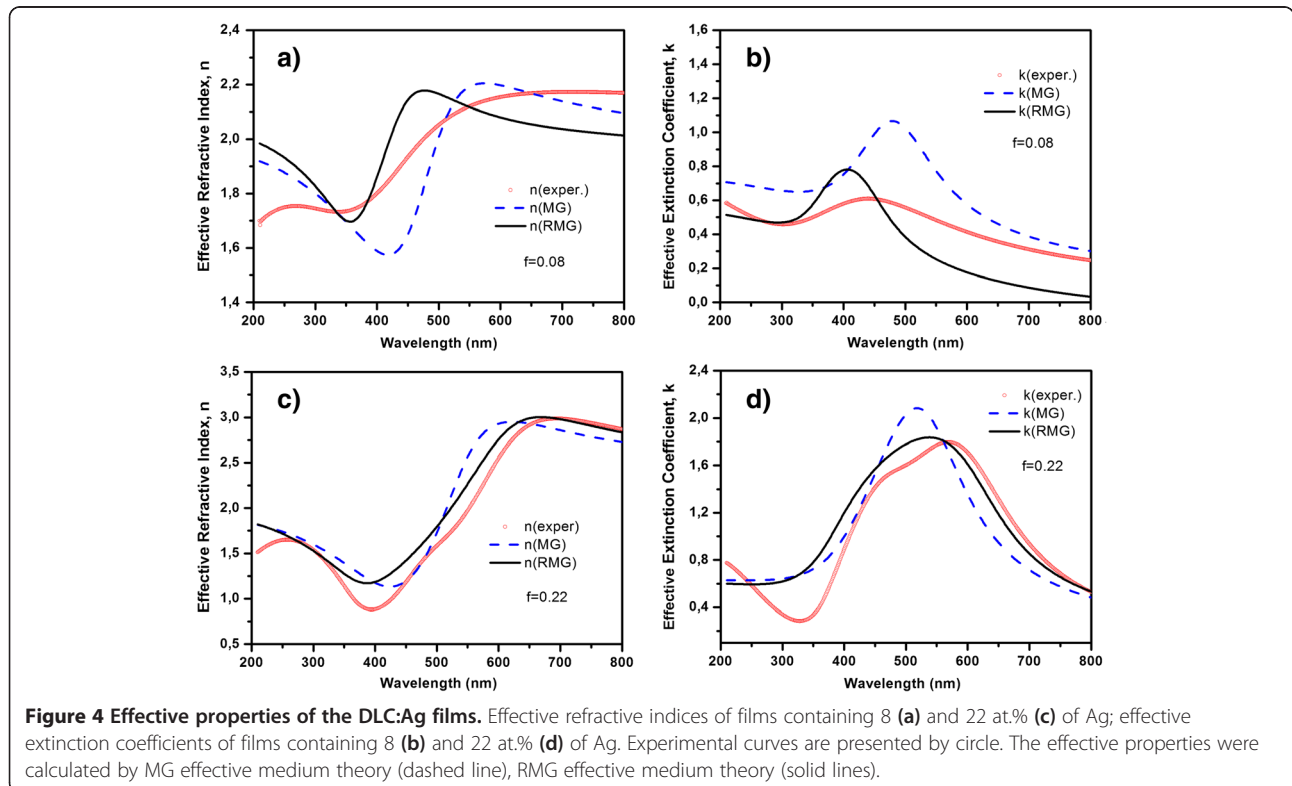 a)
2,4
2,2
2,0
1,8
1,6
1,4
Effective Refractive Index, n
n(exper.)
n(MG)
n(RMG)
f=0.08
200 300 400 500 600 700 800
Wavelength (nm)
b)
1,6
1,4
1,2
1,0
0,8
0,6
0,4
0,2
0,0
Effective Extinction Coefficient, k
k(exper.)
k(MG)
k(RMG)
f=0.08
200 300 400 500 600 700 800
Wavelength (nm)
c)
3,5
3,0
2,5
2,0
1,5
1,0
0,5
Effective Refractive Index, n
n(exper)
n(MG)
n(RMG)
f=0.22
200 300 400 500 600 700 800
Wavelength (nm)
d)
2,4
2,0
1,6
1,2
0,8
0,4
Effective Extinction Coefficient, k
k(exper.)
k(MG)
k(RMG)
f=0.22
200 300 400 500 600 700 800
Wavelength (nm)
Figure 4 Effective properties of the DLC:Ag films. Effective refractive indices of films containing 8 (a) and 22 at.% (c) of Ag; effective
extinction coefficients of films containing 8 (b) and 22 at.% (d) of Ag. Experimental curves are presented by circle. The effective properties were
calculated by MG effective medium theory (dashed line), RMG effective medium theory (solid lines).